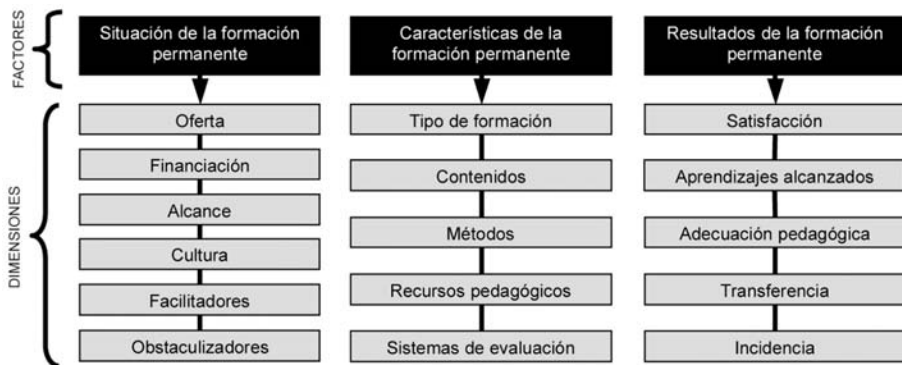 FACTORES
Situación de la formación
permanente
Características de la
formación permanente
Resultados de la formación
permanente
DIMENSIONES
Oferta
Financiación
Alcance
Cultura
Facilitadores
Obstaculizadores
Tipo de formación
Contenidos
Métodos
Recursos pedagógicos
Sistemas de evaluación
Satisfacción
Aprendizajes alcanzados
Adecuación pedagógica
Transferencia
Incidencia